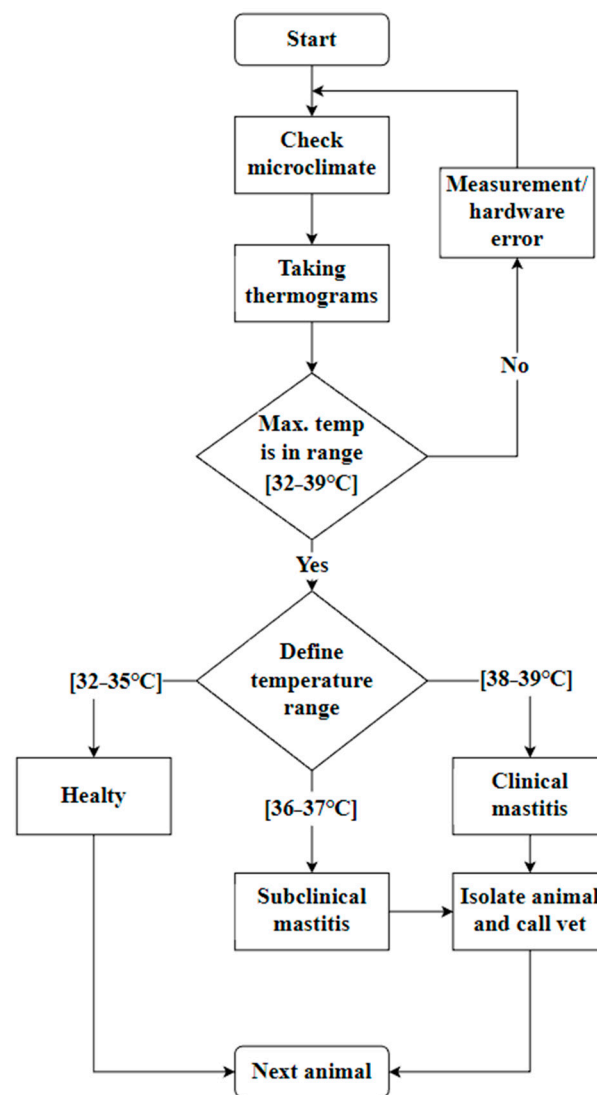 Start
Check
microclimate
Measurement/
hardware
error
Taking
thermograms
No
Max. temp
is in range
[32–39°C]
Yes
Define
temperature
range
[32–35°C]
[38–39°C]
Healty
[36–37°C]
Clinical
mastitis
Subclinical
mastitis
Isolate animal
and call vet
Next animal